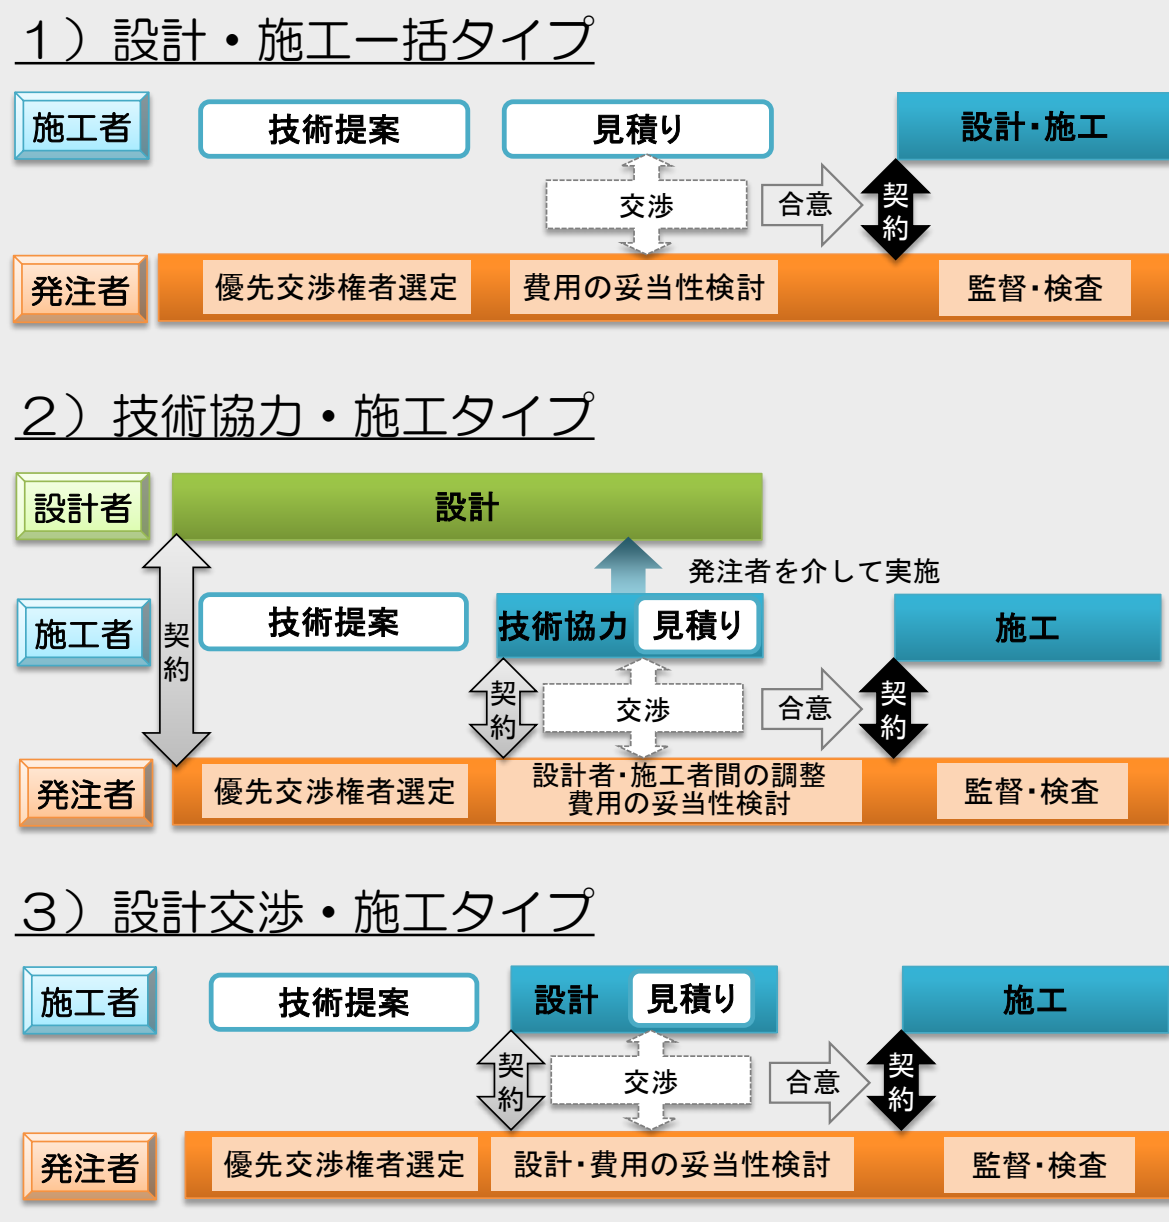 １）設計・施工一括タイプ
施工者
技術提案
見積り
設計・施工
交渉
合意
契約
発注者
優先交渉権者選定
費用の妥当性検討
監督・検査
２）技術協力・施工タイプ
設計者
設計
発注者を介して実施
契約
施工者
技術提案
技術協力
見積り
施工
契約
交渉
合意
契約
発注者
優先交渉権者選定
設計者・施工者間の調整
費用の妥当性検討
監督・検査
３）設計交渉・施工タイプ
施工者
技術提案
設計
見積り
施工
契約
交渉
合意
契約
発注者
優先交渉権者選定
設計・費用の妥当性検討
監督・検査